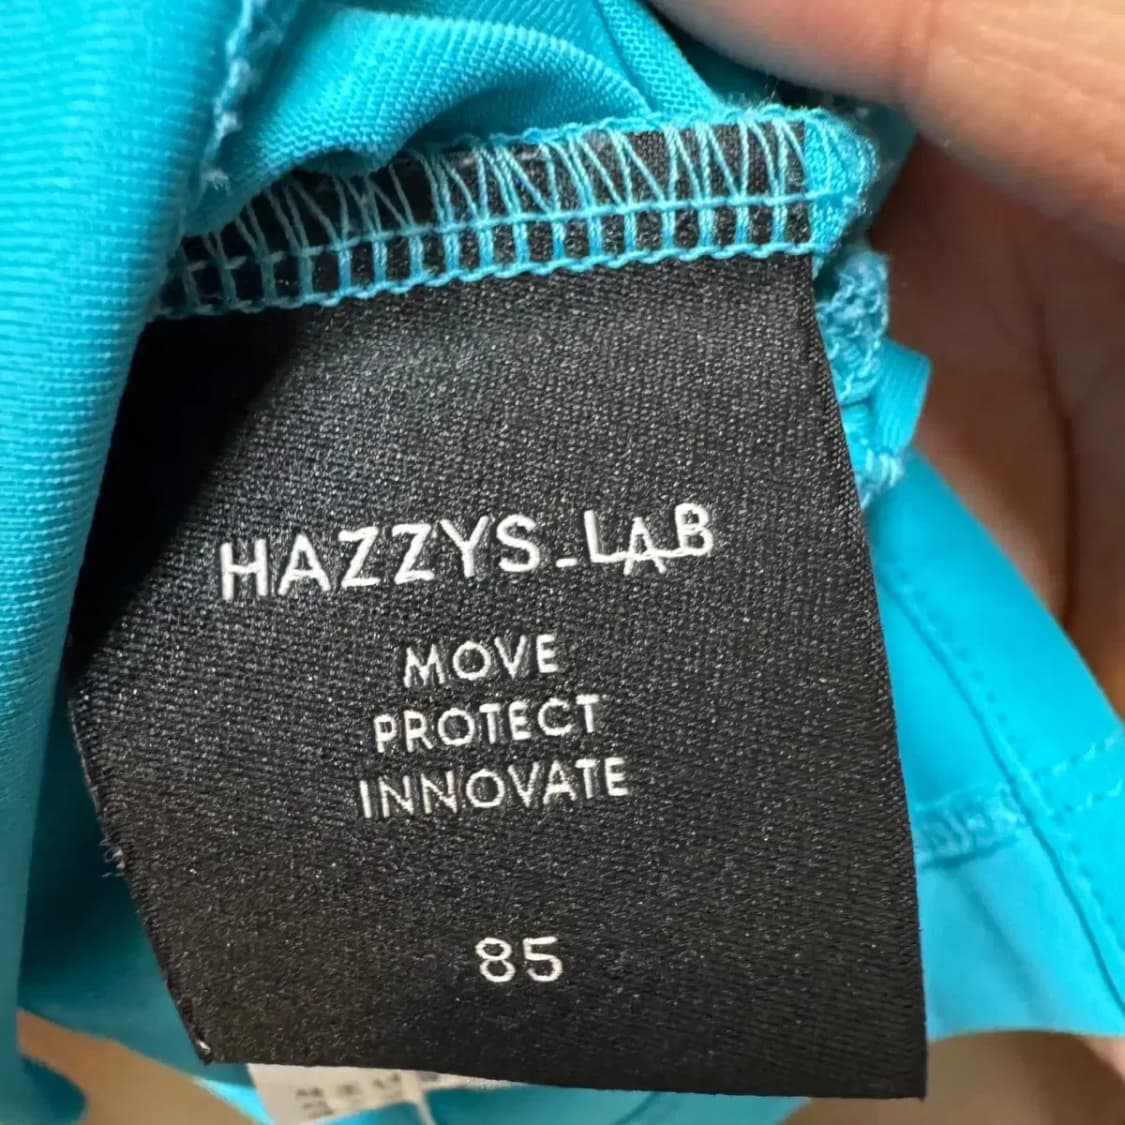 HAZZYS_LAB
MOVE
PROTECT
INNOVATE
85